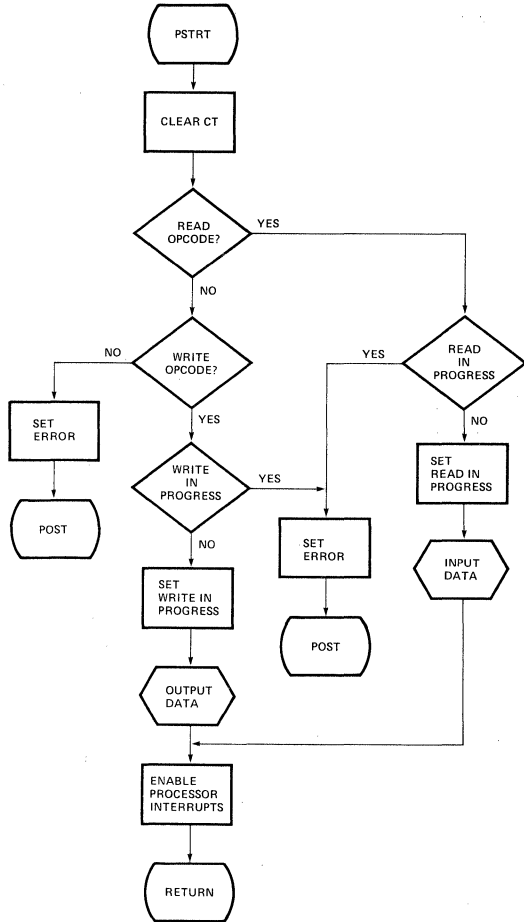 PSTRT
CLEAR CT
READ
OPCODE?
YES
NO
WRITE
OPCODE?
NO
YES
READ
IN
PROGRESS
YES
NO
SET
ERROR
POST
WRITE
IN
PROGRESS
YES
NO
SET
READ IN
PROGRESS
SET
ERROR
INPUT
DATA
SET
WRITE IN
PROGRESS
POST
OUTPUT
DATA
ENABLE
PROCESSOR
INTERRUPTS
RETURN